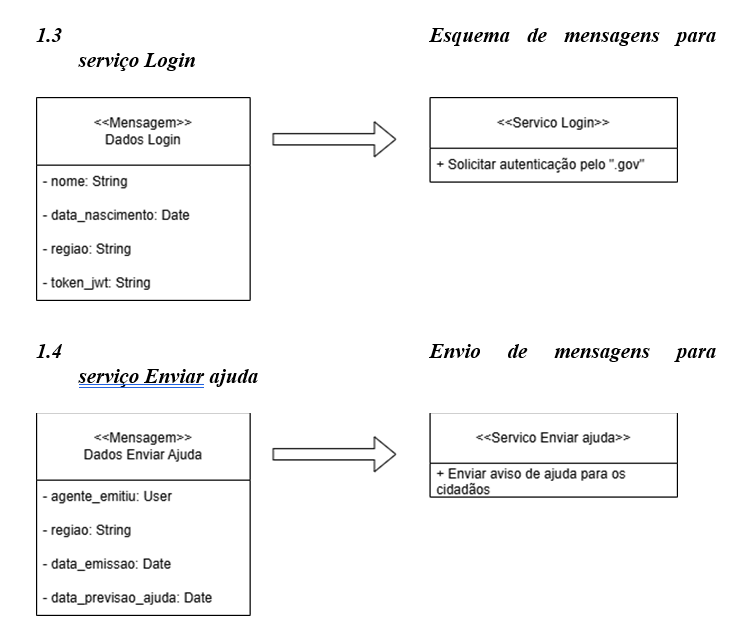 1.3 Esquema de mensagens para
serviço Login
<<Mensagem>>
Dados Login
- nome: String
- data_nascimento: Date
- regiao: String
- token_jwt: String
<<Servico Login>>
+ Solicitar autenticação pelo ".gov"
1.4 Envio de mensagens para
serviço Enviar ajuda
<<Mensagem>>
Dados Enviar Ajuda
- agente_emitiu: User
- regiao: String
- data_emissao: Date
- data_previsao_ajuda: Date
<<Servico Enviar ajuda>>
+ Enviar aviso de ajuda para os
cidadãos